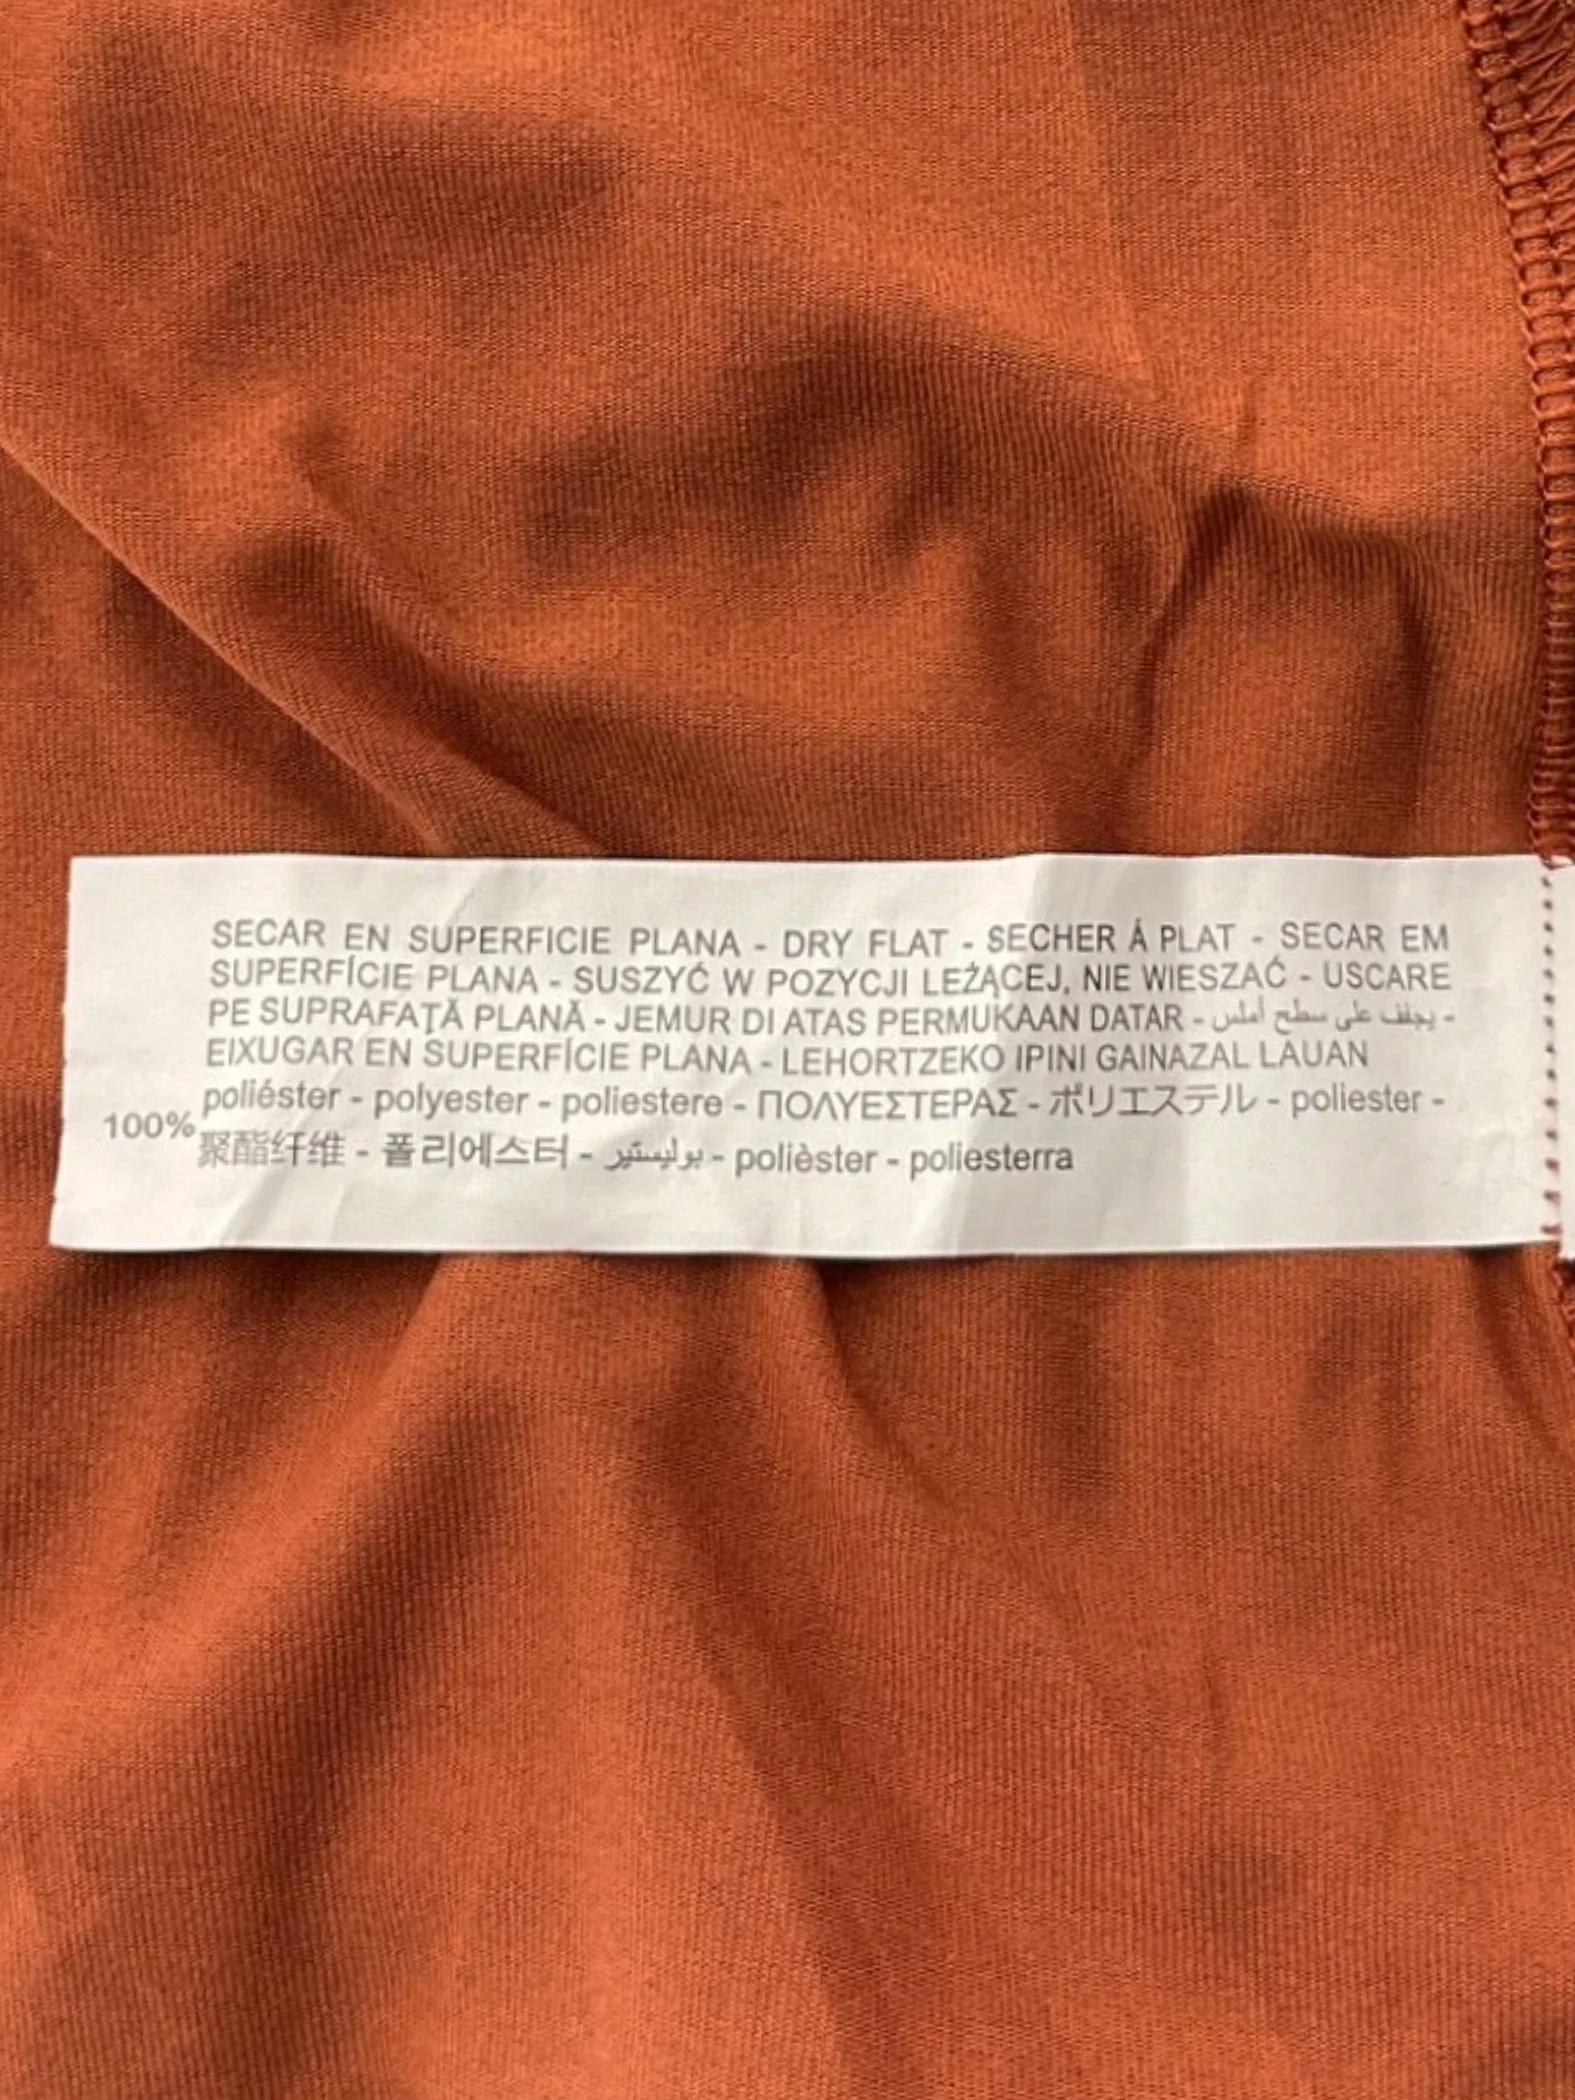 SECAR EN SUPERFICIE PLANA - DRY FLAT - SECHER Á PLAT - SECAR EM
SUPERFÍCIE PLANA - SUSZYĆ W POZYCJI LEŻĄCEJ, NIE WIESZAĆ - USCARE
PE SUPRAFAŢĂ PLANĂ - JEMUR DI ATAS PERMUKAAN DATAR - يجفف على سطح أملس -
EIXUGAR EN SUPERFÍCIE PLANA - LEHORTZEKO IPINI GAINAZAL LAUAN
100% poliéster - polyester - poliestere - ΠΟΛΥΕΣΤΕΡΑΣ - ポリエステル - poliester -
聚酯纤维 - 폴리에스터 - بوليستير - polièster - poliesterra